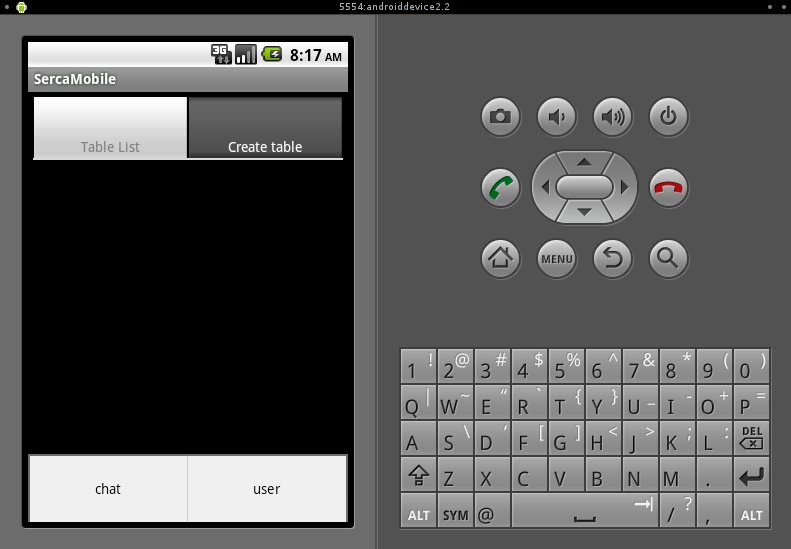 5554:androiddevice2.2
3G 8:17 AM
SercaMobile
Table List Create table
chat user
MENU
1 ! 2 @ 3 # 4 $ 5 % 6 ^ 7 & 8 * 9 ( 0 )
Q | W ~ E “ R ` T { Y } U _ I - O + P =
A S \ D ‘ F [ G ] H < J > K ; L : DEL
Z X C V B N M .
ALT SYM @ / ? , ALT